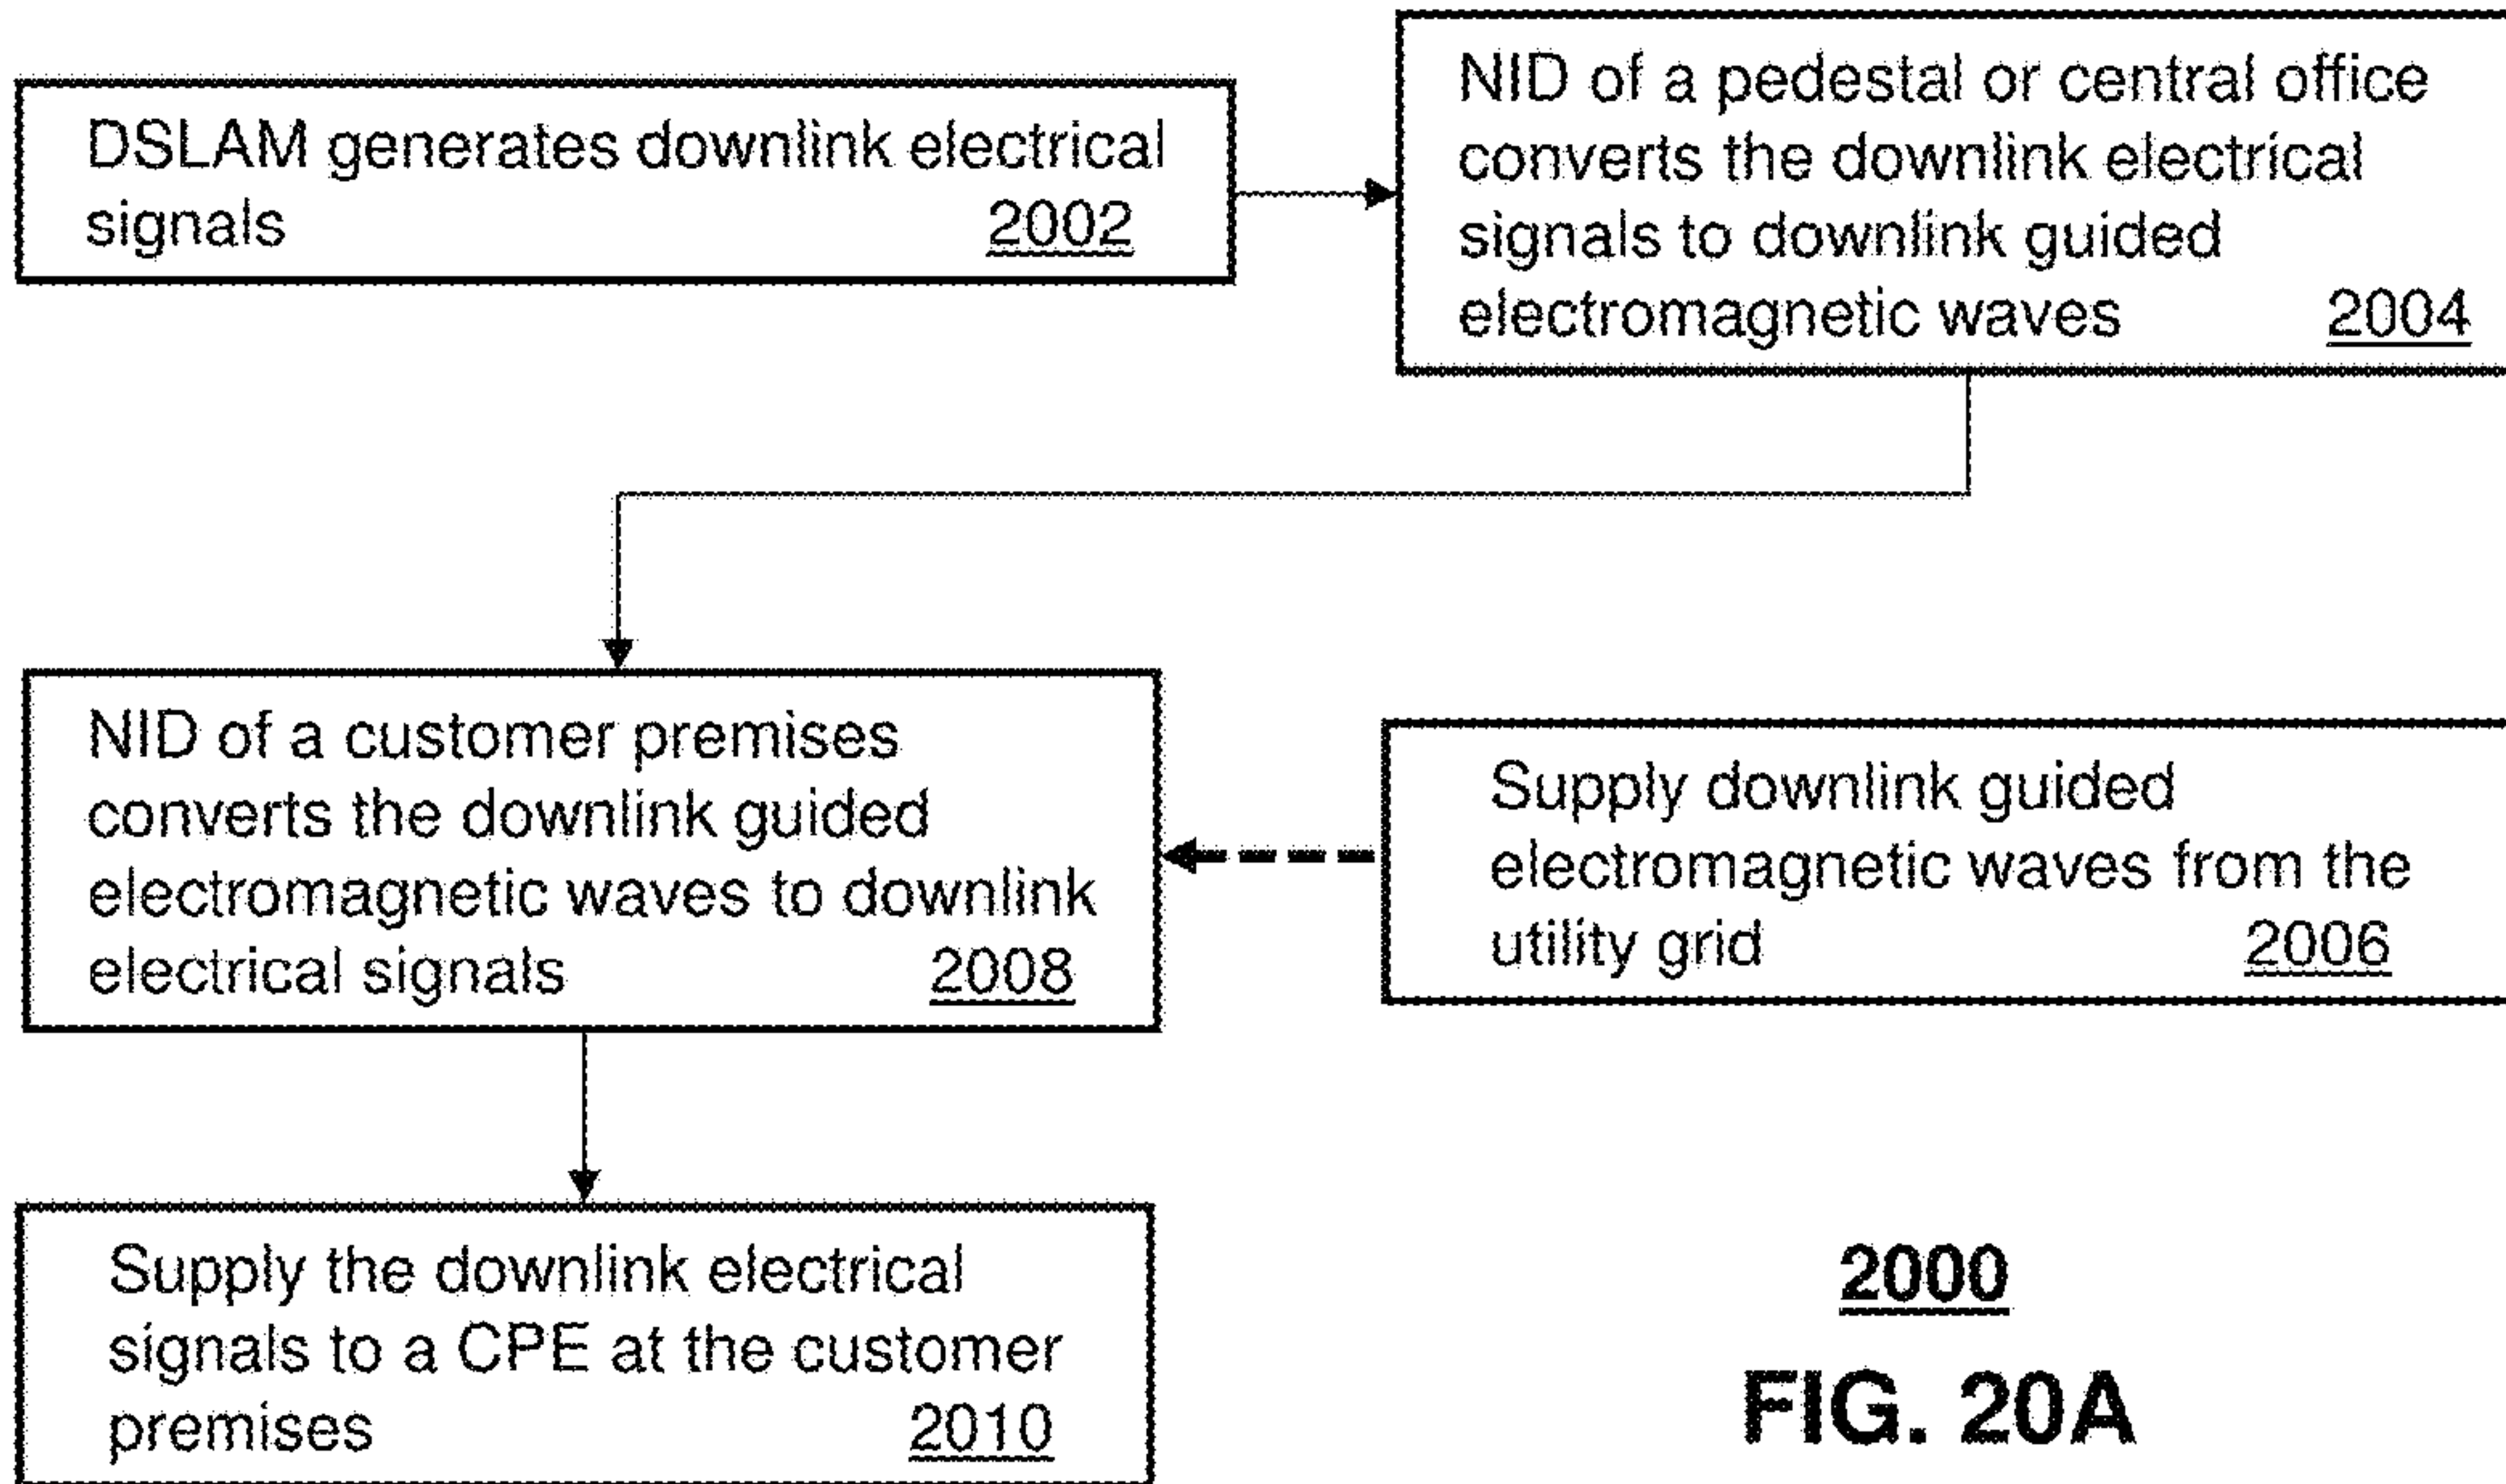 DSLAM generates downlink electrical
signals 2002
NID of a pedestal or central office
converts the downlink electrical
signals to downlink guided
electromagnetic waves 2004
NID of a customer premises
converts the downlink guided
electromagnetic waves to downlink
electrical signals 2008
Supply downlink guided
electromagnetic waves from the
utility grid 2006
Supply the downlink electrical
signals to a CPE at the customer
premises 2010
2000
FIG. 20A